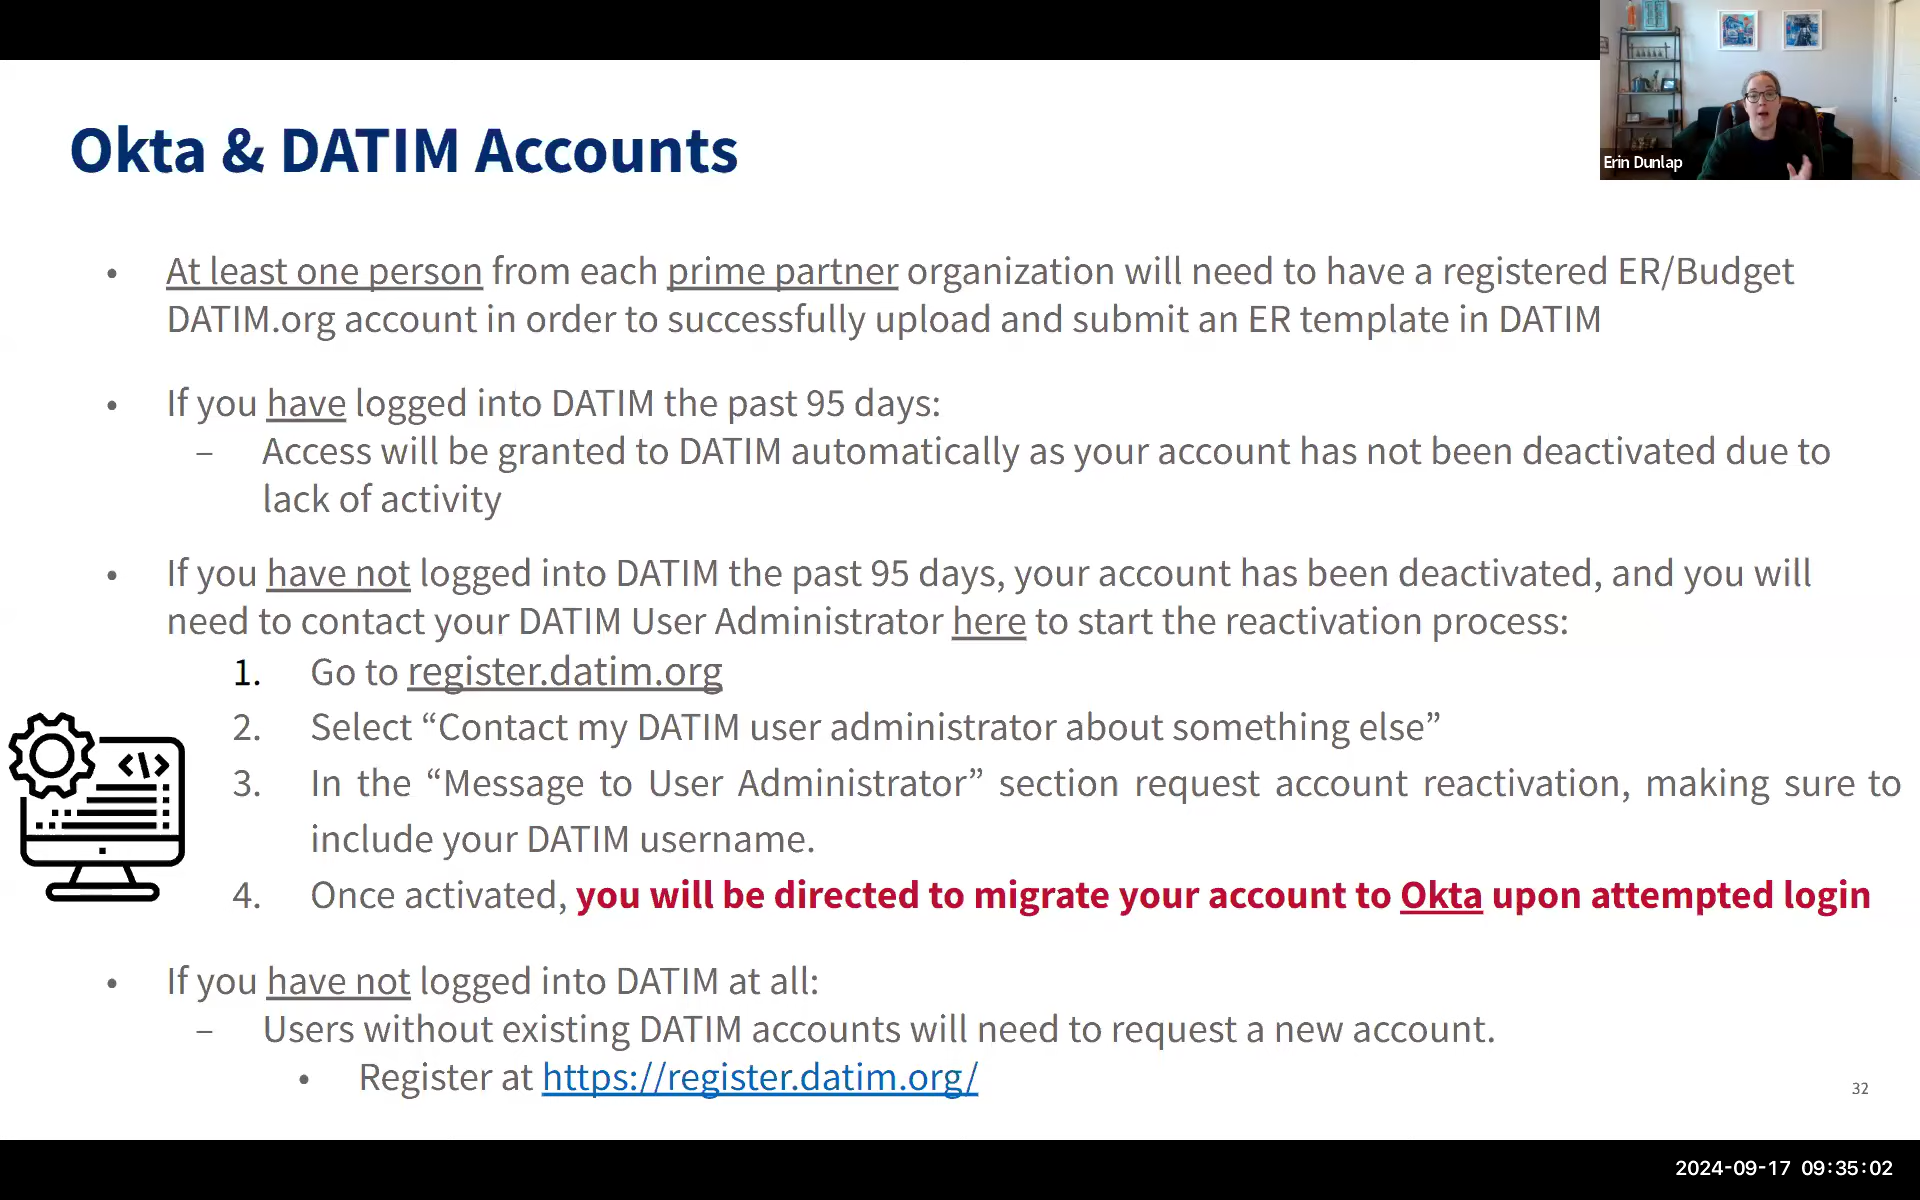 Erin Dunlap
Okta & DATIM Accounts
• At least one person from each prime partner organization will need to have a registered ER/Budget
DATIM.org account in order to successfully upload and submit an ER template in DATIM
• If you have logged into DATIM the past 95 days:
– Access will be granted to DATIM automatically as your account has not been deactivated due to
lack of activity
• If you have not logged into DATIM the past 95 days, your account has been deactivated, and you will
need to contact your DATIM User Administrator here to start the reactivation process:
1. Go to register.datim.org
2. Select “Contact my DATIM user administrator about something else”
3. In the “Message to User Administrator” section request account reactivation, making sure to
include your DATIM username.
4. Once activated, you will be directed to migrate your account to Okta upon attempted login
• If you have not logged into DATIM at all:
– Users without existing DATIM accounts will need to request a new account.
• Register at https://register.datim.org/
32
2024-09-17 09:35:02